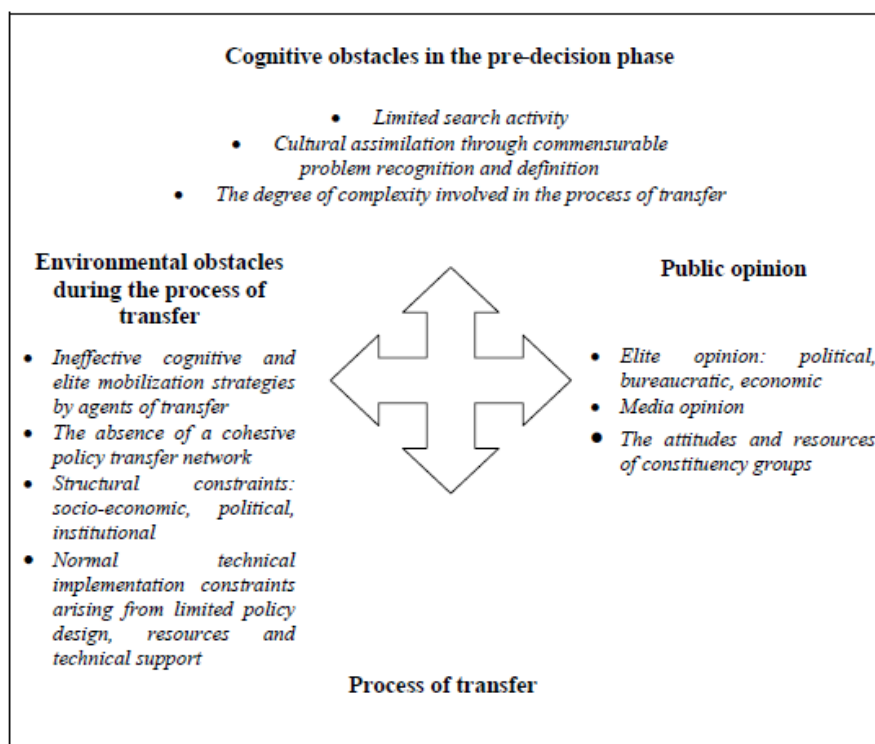 Cognitive obstacles in the pre-decision phase
• Limited search activity
• Cultural assimilation through commensurable
problem recognition and definition
• The degree of complexity involved in the process of transfer
Environmental obstacles
during the process of
transfer
• Ineffective cognitive and
elite mobilization strategies
by agents of transfer
• The absence of a cohesive
policy transfer network
• Structural constraints:
socio-economic, political,
institutional
• Normal technical
implementation constraints
arising from limited policy
design, resources and
technical support
Public opinion
• Elite opinion: political,
bureaucratic, economic
• Media opinion
• The attitudes and resources
of constituency groups
Process of transfer